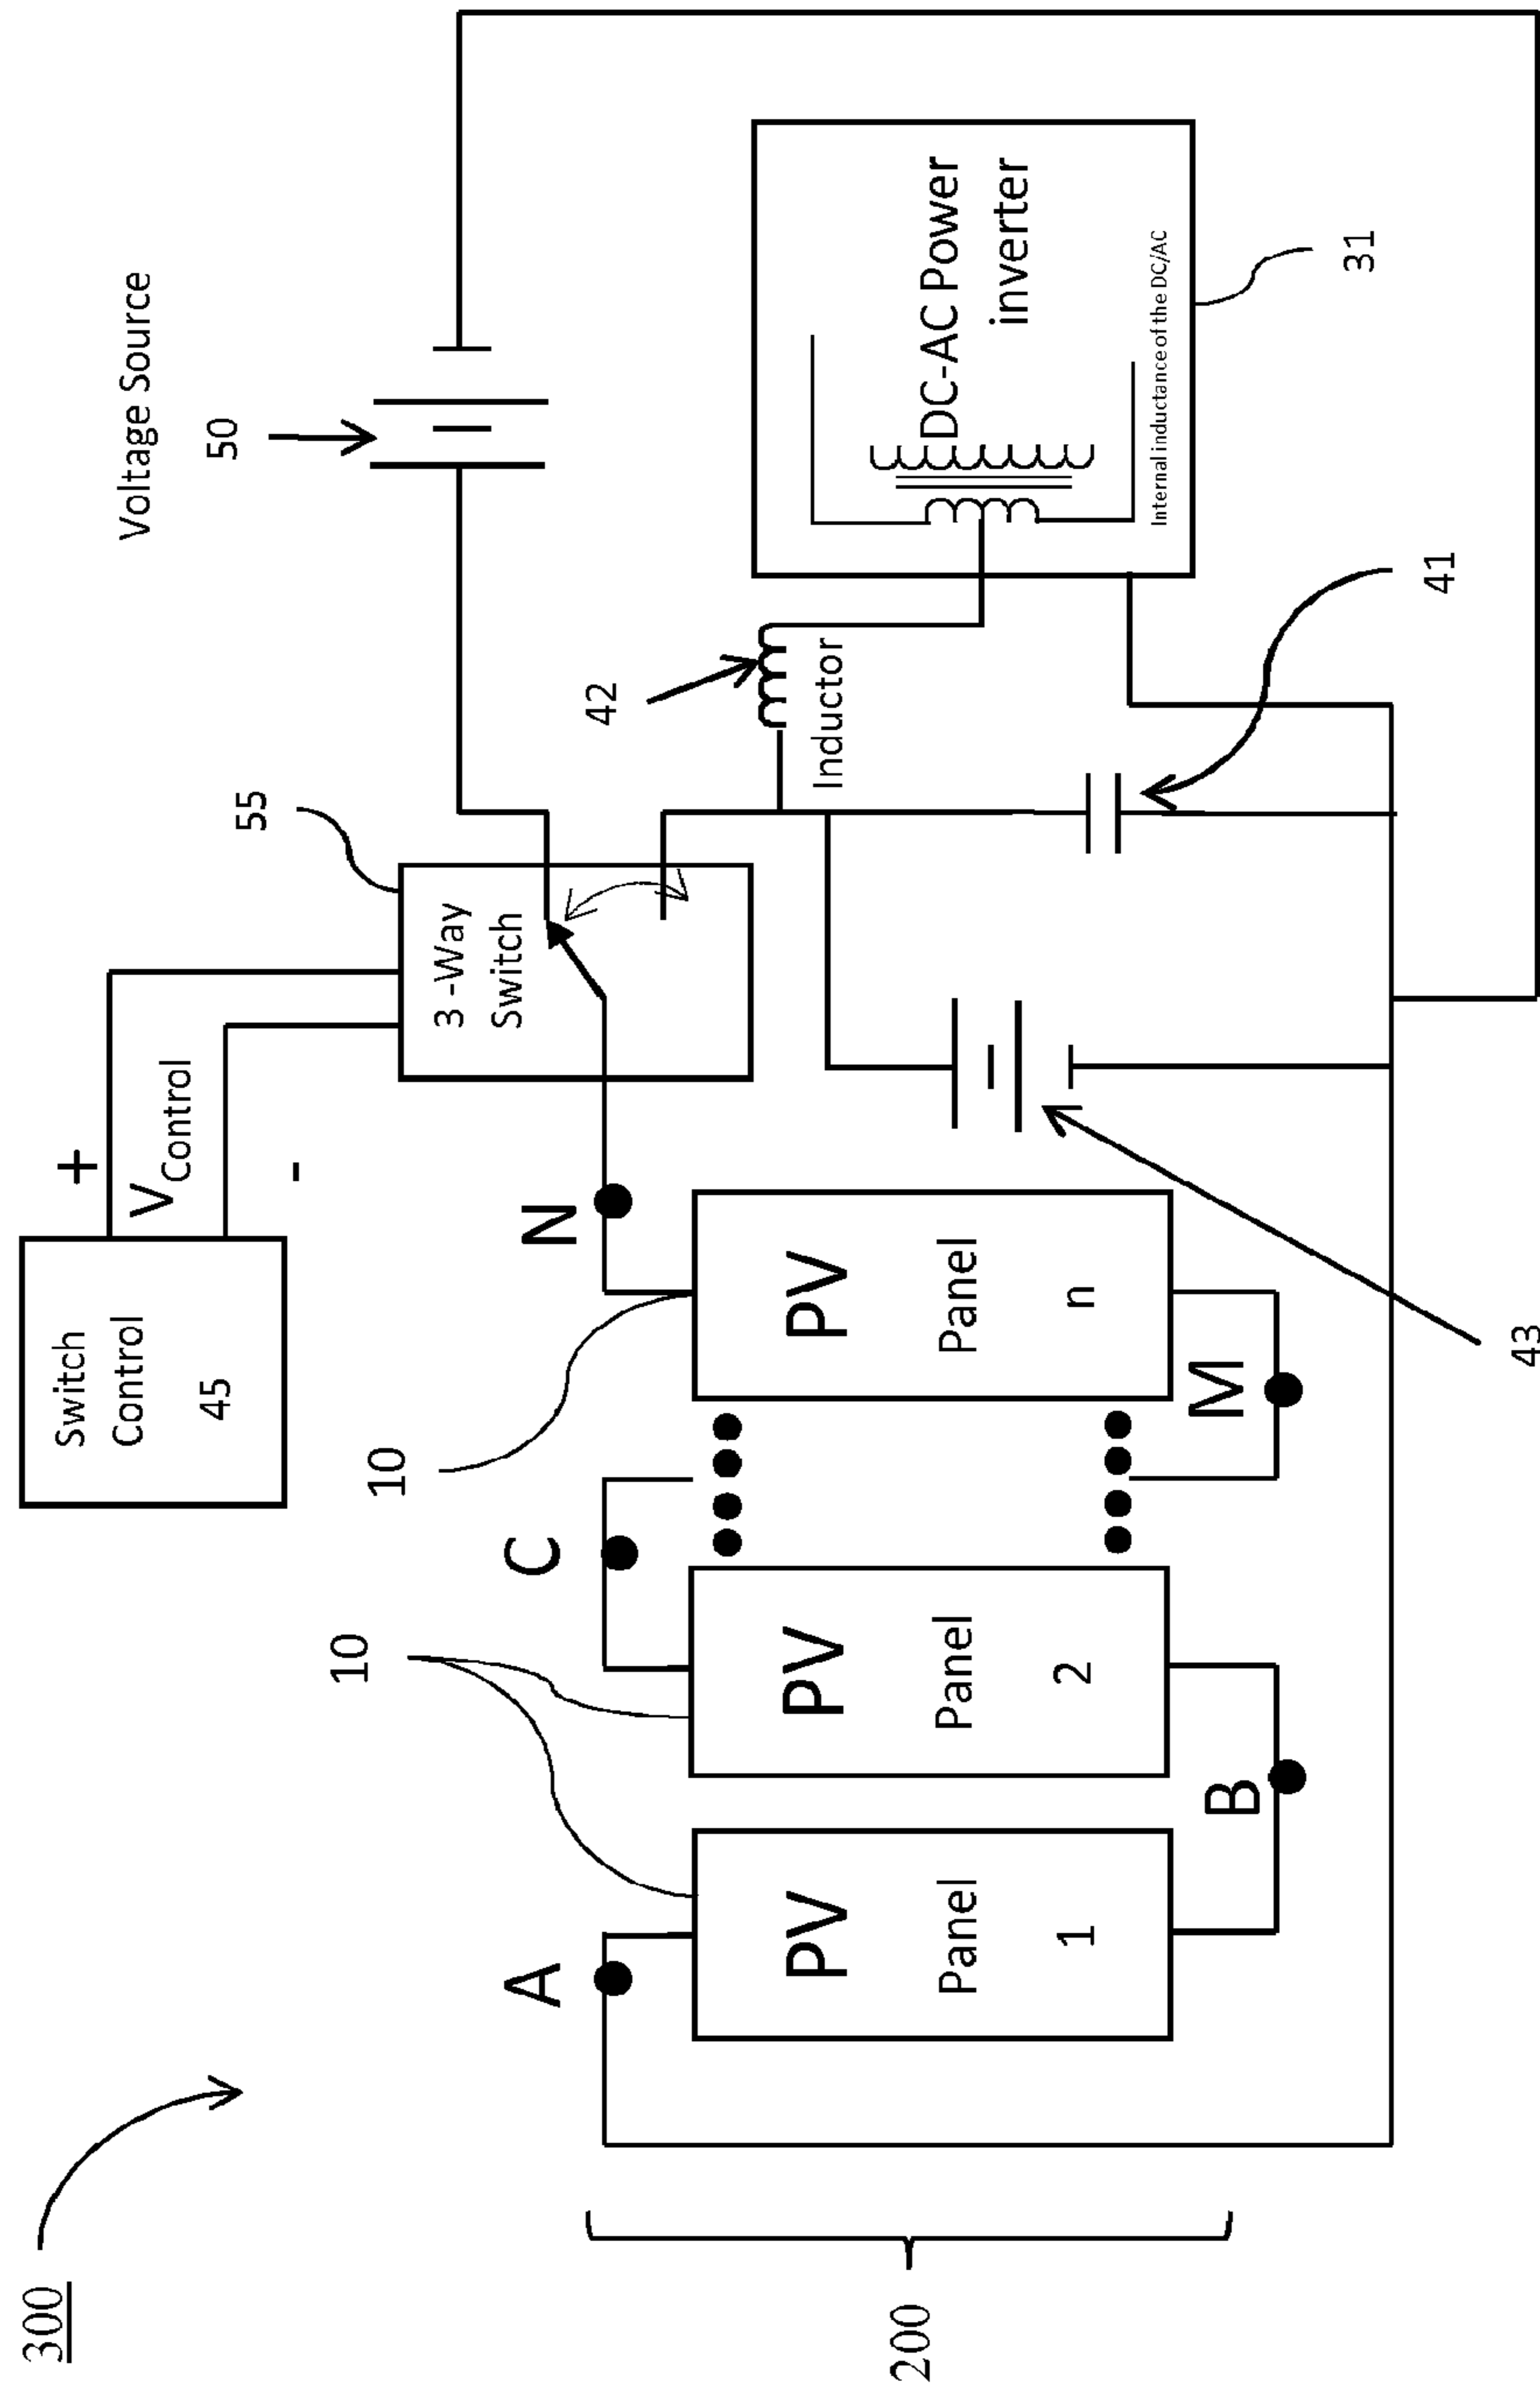 300
200
Switch
Control
45
+
V Control
-
55
3 -Way
Switch
Voltage Source
50
42
Inductor
DC-AC Power
inverter
Internal inductance of the DC/AC
31
41
43
10
10
A
B
C
M
N
PV
Panel
1
PV
Panel
2
PV
Panel
n